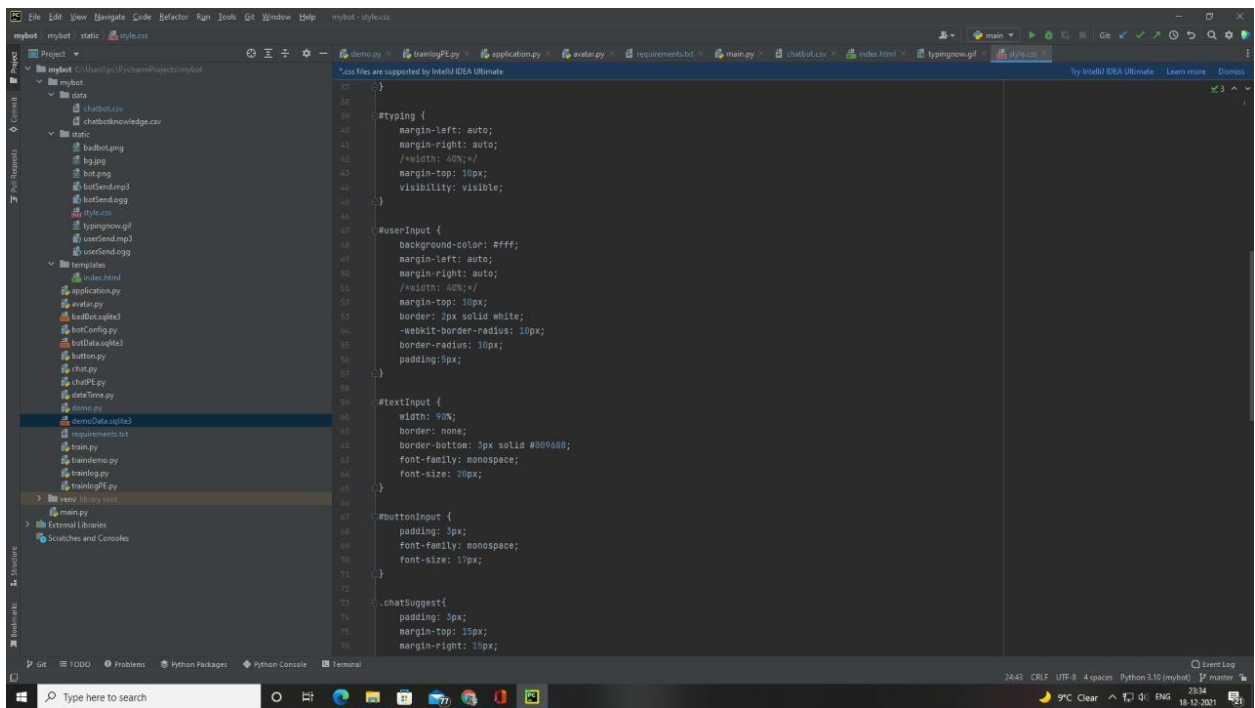 File Edit View Navigate Code Refactor Run Tools Git Window Help mybot - style.css
mybot mybot static style.css main Git:
Project
demo.py trainlogPE.py application.py avatar.py requirements.txt main.py chatbot.csv index.html typingnow.gif style.css
mybot C:\Users\pc\PycharmProjects\mybot
*.css files are supported by IntelliJ IDEA Ultimate Try IntelliJ IDEA Ultimate Learn more Dismiss
mybot
data
chatbot.csv
chatbotknowledge.csv
static
badbot.png
bg.jpg
bot.png
botSend.mp3
botSend.ogg
style.css
typingnow.gif
userSend.mp3
userSend.ogg
templates
index.html
application.py
avatar.py
badBot.sqlite3
botConfig.py
botData.sqlite3
button.py
chat.py
chatPE.py
dateTime.py
demo.py
demoData.sqlite3
requirements.txt
train.py
traindemo.py
trainlog.py
trainlogPE.py
venv library root
main.py
External Libraries
Scratches and Consoles
Project
Commit
Pull Requests
Structure
Bookmarks
3
37 }
38
39 #typing {
40 margin-left: auto;
41 margin-right: auto;
42 /*width: 40%;*/
43 margin-top: 10px;
44 visibility: visible;
45 }
46
47 #userInput {
48 background-color: #fff;
49 margin-left: auto;
50 margin-right: auto;
51 /*width: 40%;*/
52 margin-top: 10px;
53 border: 2px solid white;
54 -webkit-border-radius: 10px;
55 border-radius: 10px;
56 padding:5px;
57 }
58
59 #textInput {
60 width: 90%;
61 border: none;
62 border-bottom: 3px solid #009688;
63 font-family: monospace;
64 font-size: 20px;
65 }
66
67 #buttonInput {
68 padding: 3px;
69 font-family: monospace;
70 font-size: 17px;
71 }
72
73 .chatSuggest{
74 padding: 3px;
75 margin-top: 15px;
76 margin-right: 15px;
Git TODO Problems Python Packages Python Console Terminal Event Log
24:43 CRLF UTF-8 4 spaces Python 3.10 (mybot) master
Type here to search 9°C Clear ENG 23:34
18-12-2021